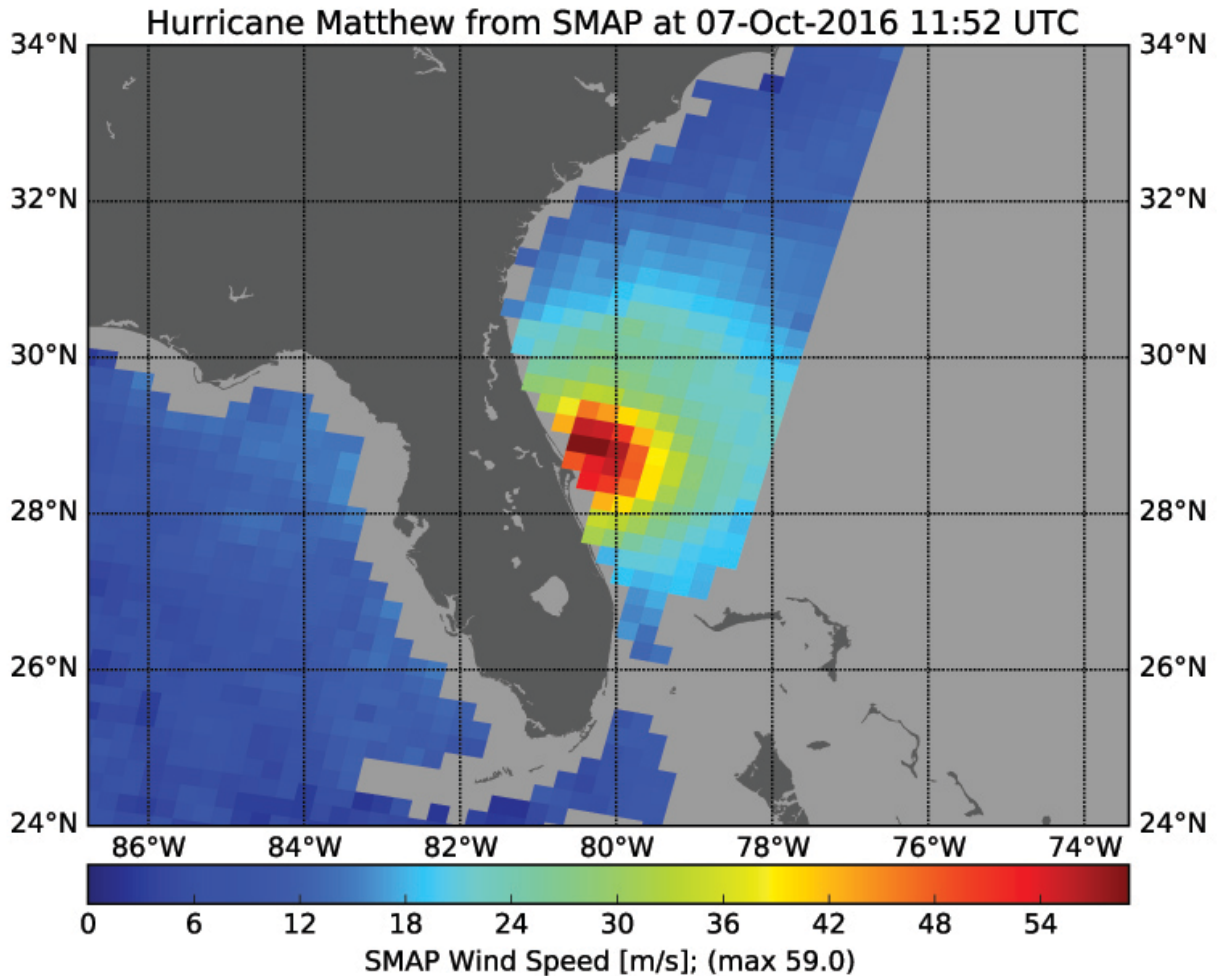 Hurricane Matthew from SMAP at 07-Oct-2016 11:52 UTC
34°N 34°N
32°N 32°N
30°N 30°N
28°N 28°N
26°N 26°N
24°N 24°N
86°W 84°W 82°W 80°W 78°W 76°W 74°W
0 6 12 18 24 30 36 42 48 54
SMAP Wind Speed [m/s]; (max 59.0)